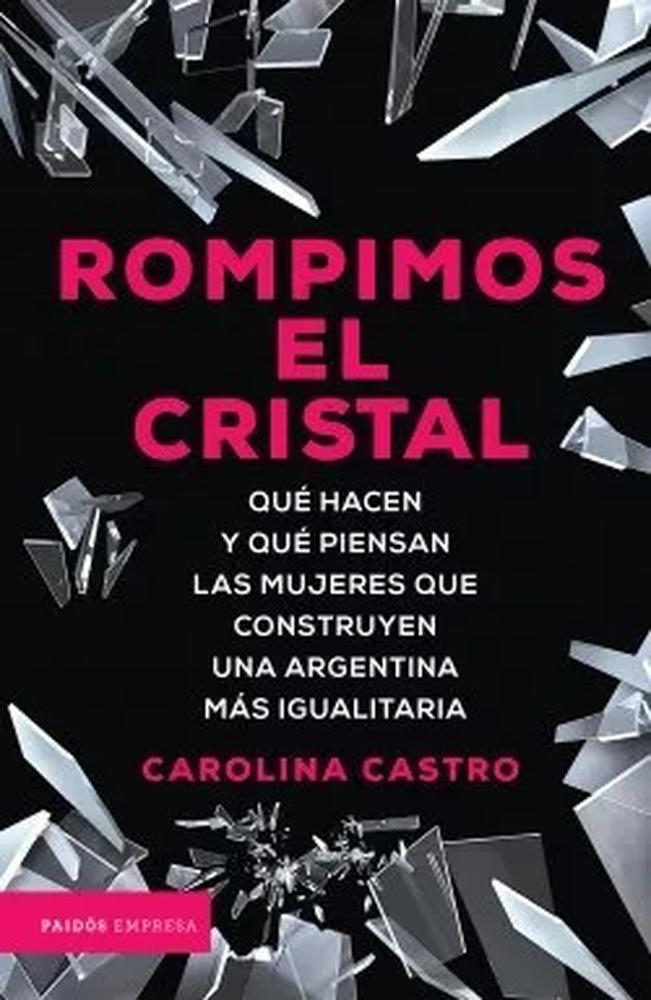 ROMPIMOS
EL
CRISTAL
QUÉ HACEN
Y QUÉ PIENSAN
LAS MUJERES QUE
CONSTRUYEN
UNA ARGENTINA
MÁS IGUALITARIA
CAROLINA CASTRO
PAIDÓS EMPRESA